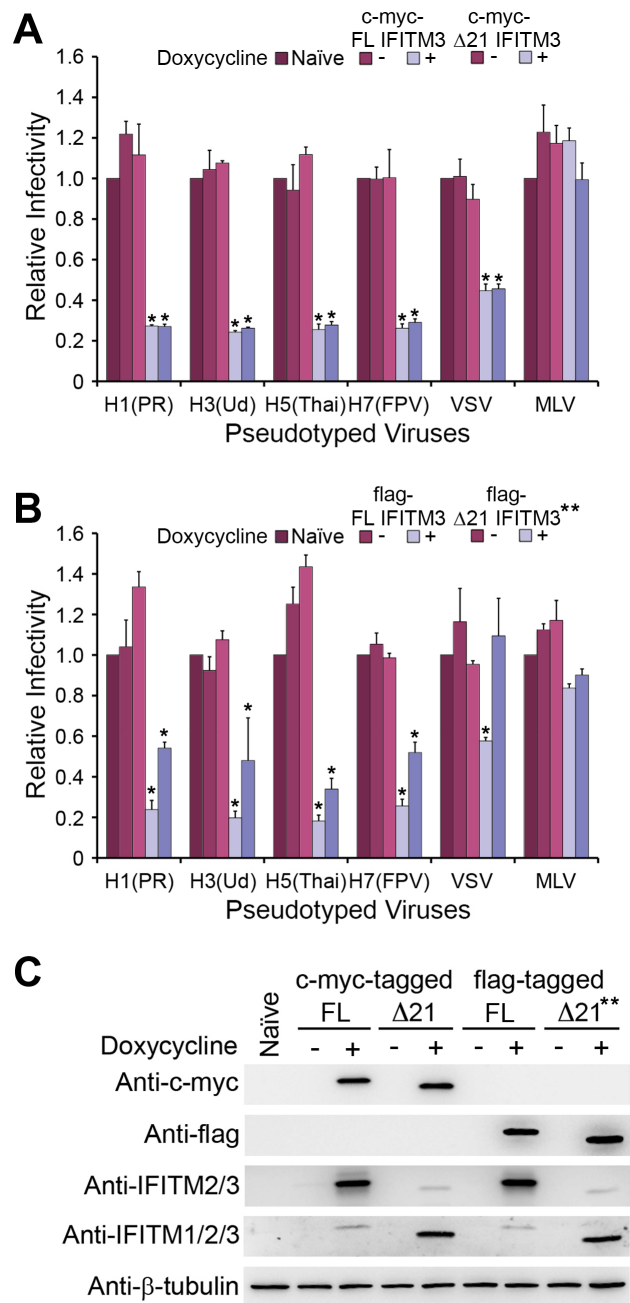 A
c-myc- c-myc-
FL IFITM3 Δ21 IFITM3
Doxycycline Naïve - + - +
1.6
1.4
1.2
1.0
0.8
0.6
0.4
0.2
0
Relative Infectivity
* * * * * * * * * *
H1(PR) H3(Ud) H5(Thai) H7(FPV) VSV MLV
Pseudotyped Viruses
B
flag- flag-
FL IFITM3 Δ21 IFITM3**
Doxycycline Naïve - + - +
1.6
1.4
1.2
1.0
0.8
0.6
0.4
0.2
0
Relative Infectivity
* * * * * * * * *
H1(PR) H3(Ud) H5(Thai) H7(FPV) VSV MLV
Pseudotyped Viruses
C
c-myc-tagged flag-tagged
Naïve FL Δ21 FL Δ21**
Doxycycline - + - + - + - +
Anti-c-myc
Anti-flag
Anti-IFITM2/3
Anti-IFITM1/2/3
Anti-β-tubulin